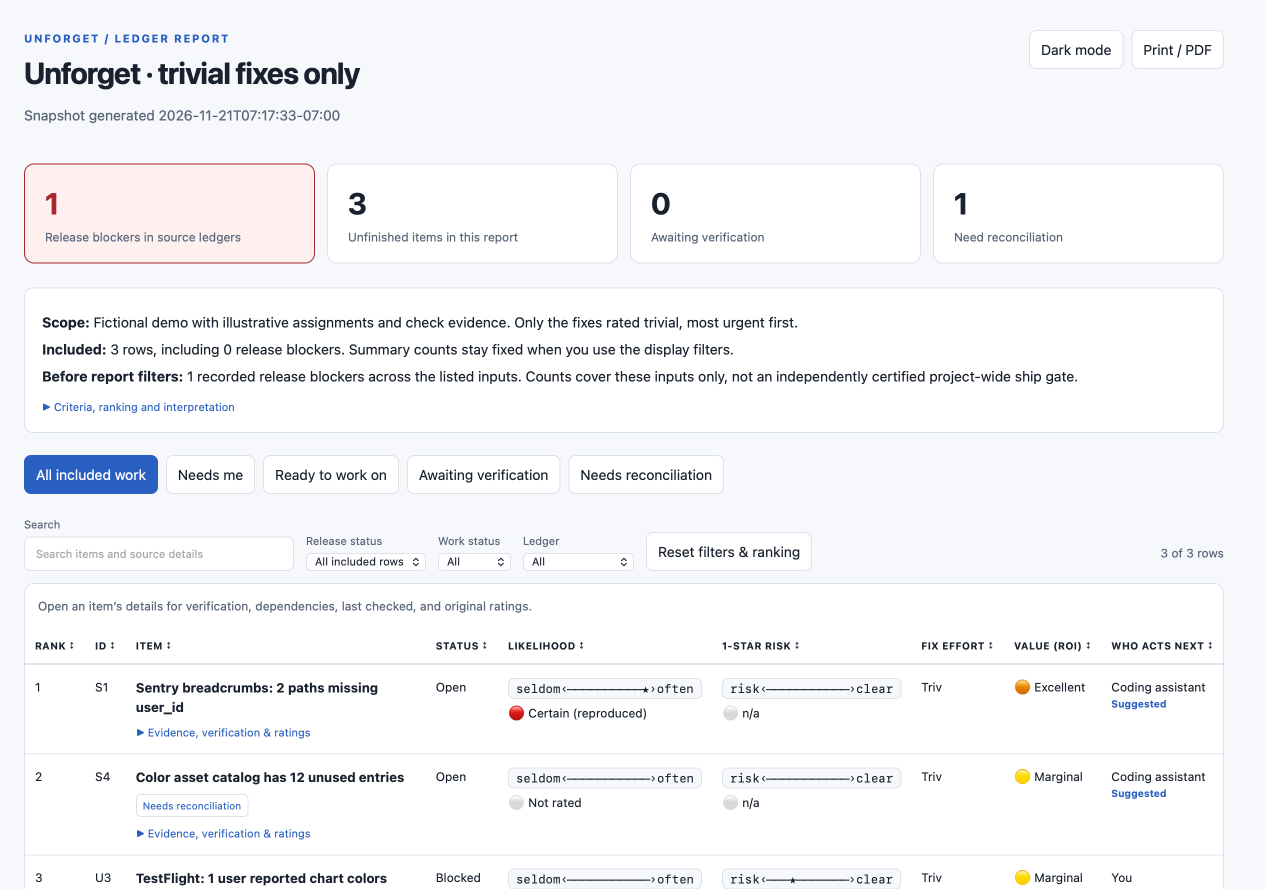 UNFORGET / LEDGER REPORT
Unforget · trivial fixes only
Snapshot generated 2026-11-21T07:17:33-07:00
Dark mode
Print / PDF
1
Release blockers in source ledgers
3
Unfinished items in this report
0
Awaiting verification
1
Need reconciliation
Scope: Fictional demo with illustrative assignments and check evidence. Only the fixes rated trivial, most urgent first.
Included: 3 rows, including 0 release blockers. Summary counts stay fixed when you use the display filters.
Before report filters: 1 recorded release blockers across the listed inputs. Counts cover these inputs only, not an independently certified project-wide ship gate.
▶ Criteria, ranking and interpretation
All included work
Needs me
Ready to work on
Awaiting verification
Needs reconciliation
Search
Search items and source details
Release status
All included rows
Work status
All
Ledger
All
Reset filters & ranking
3 of 3 rows
Open an item's details for verification, dependencies, last checked, and original ratings.
RANK ↕ ID ↕ ITEM ↕ STATUS ↕ LIKELIHOOD ↕ 1-STAR RISK ↕ FIX EFFORT ↕ VALUE (ROI) ↕ WHO ACTS NEXT ↕
1 S1 Sentry breadcrumbs: 2 paths missing Open seldom‹───────────★›often risk‹────────────›clear Triv Excellent Coding assistant
user_id Certain (reproduced) n/a Suggested
▶ Evidence, verification & ratings
2 S4 Color asset catalog has 12 unused entries Open seldom‹────────────›often risk‹────────────›clear Triv Marginal Coding assistant
Needs reconciliation Not rated n/a Suggested
▶ Evidence, verification & ratings
3 U3 TestFlight: 1 user reported chart colors Blocked seldom‹────────────›often risk‹────★───────›clear Triv Marginal You